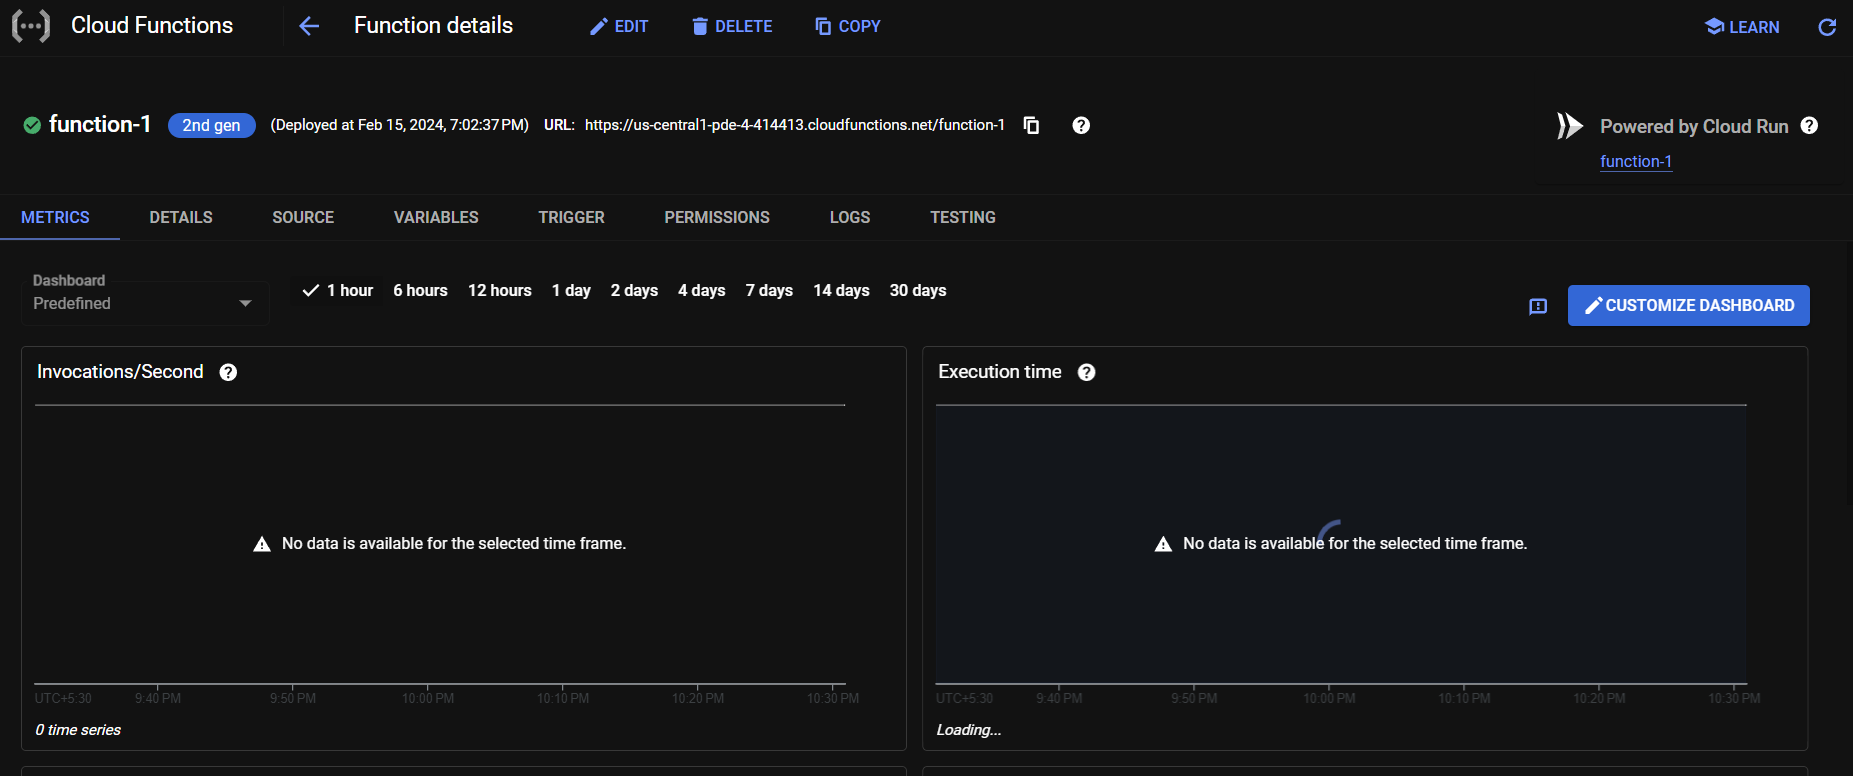 Cloud Functions
Function details
EDIT
DELETE
COPY
LEARN
function-1
2nd gen
(Deployed at Feb 15, 2024, 7:02:37 PM)
URL: https://us-central1-pde-4-414413.cloudfunctions.net/function-1
Powered by Cloud Run
function-1
METRICS
DETAILS
SOURCE
VARIABLES
TRIGGER
PERMISSIONS
LOGS
TESTING
Dashboard
Predefined
1 hour
6 hours
12 hours
1 day
2 days
4 days
7 days
14 days
30 days
CUSTOMIZE DASHBOARD
Invocations/Second
No data is available for the selected time frame.
UTC+5:30 9:40 PM 9:50 PM 10:00 PM 10:10 PM 10:20 PM 10:30 PM
0 time series
Execution time
No data is available for the selected time frame.
UTC+5:30 9:40 PM 9:50 PM 10:00 PM 10:10 PM 10:20 PM 10:30 PM
Loading...